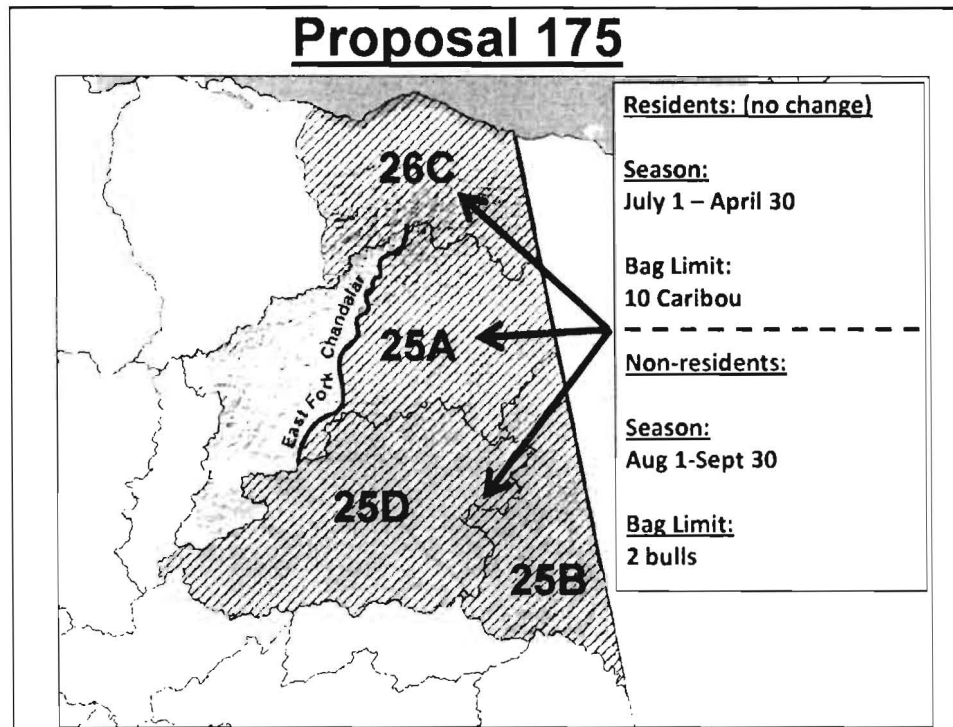 Proposal 175
26C
East Fork Chandalar
25A
25D
25B
Residents: (no change)
Season:
July 1 – April 30
Bag Limit:
10 Caribou
Non-residents:
Season:
Aug 1-Sept 30
Bag Limit:
2 bulls